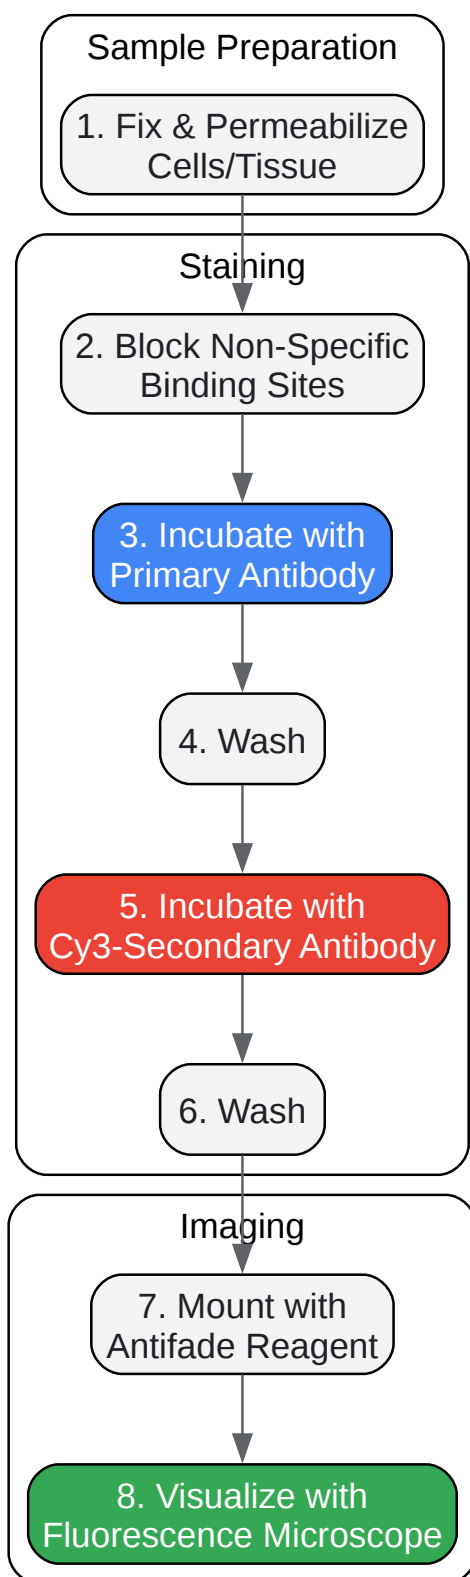 Sample Preparation
1. Fix & Permeabilize
Cells/Tissue
Staining
2. Block Non-Specific
Binding Sites
3. Incubate with
Primary Antibody
4. Wash
5. Incubate with
Cy3-Secondary Antibody
6. Wash
Imaging
7. Mount with
Antifade Reagent
8. Visualize with
Fluorescence Microscope